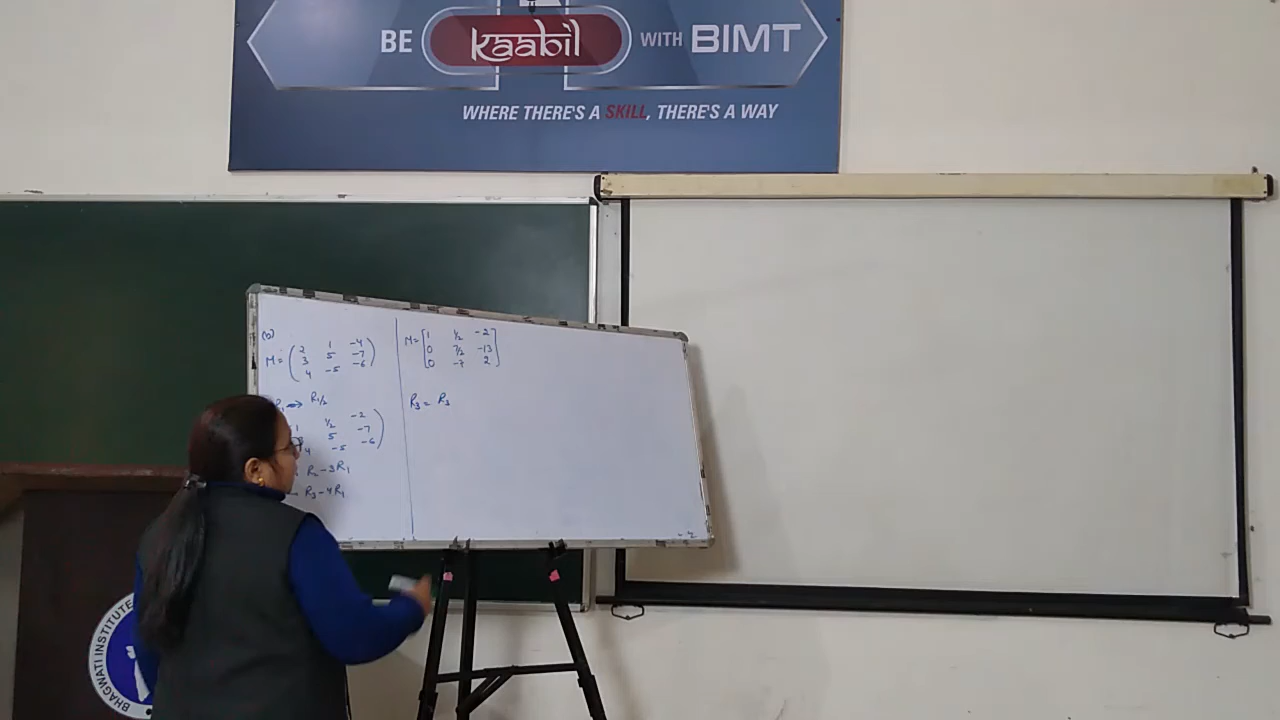 BE kaabil WITH BIMT
WHERE THERE'S A SKILL, THERE'S A WAY
M = ( 2 1 -4
3 5 -7
4 -5 -6 )
R₁/₂
1 1/2 -2
5 -7
4 -5 -6 )
R₂-3R₁
R₃-4R₁
M = [ 1 1/2 -2
0 7/2 -13
0 -7 2 ]
R₃ = R₃
BHAGWATI INSTITUTE